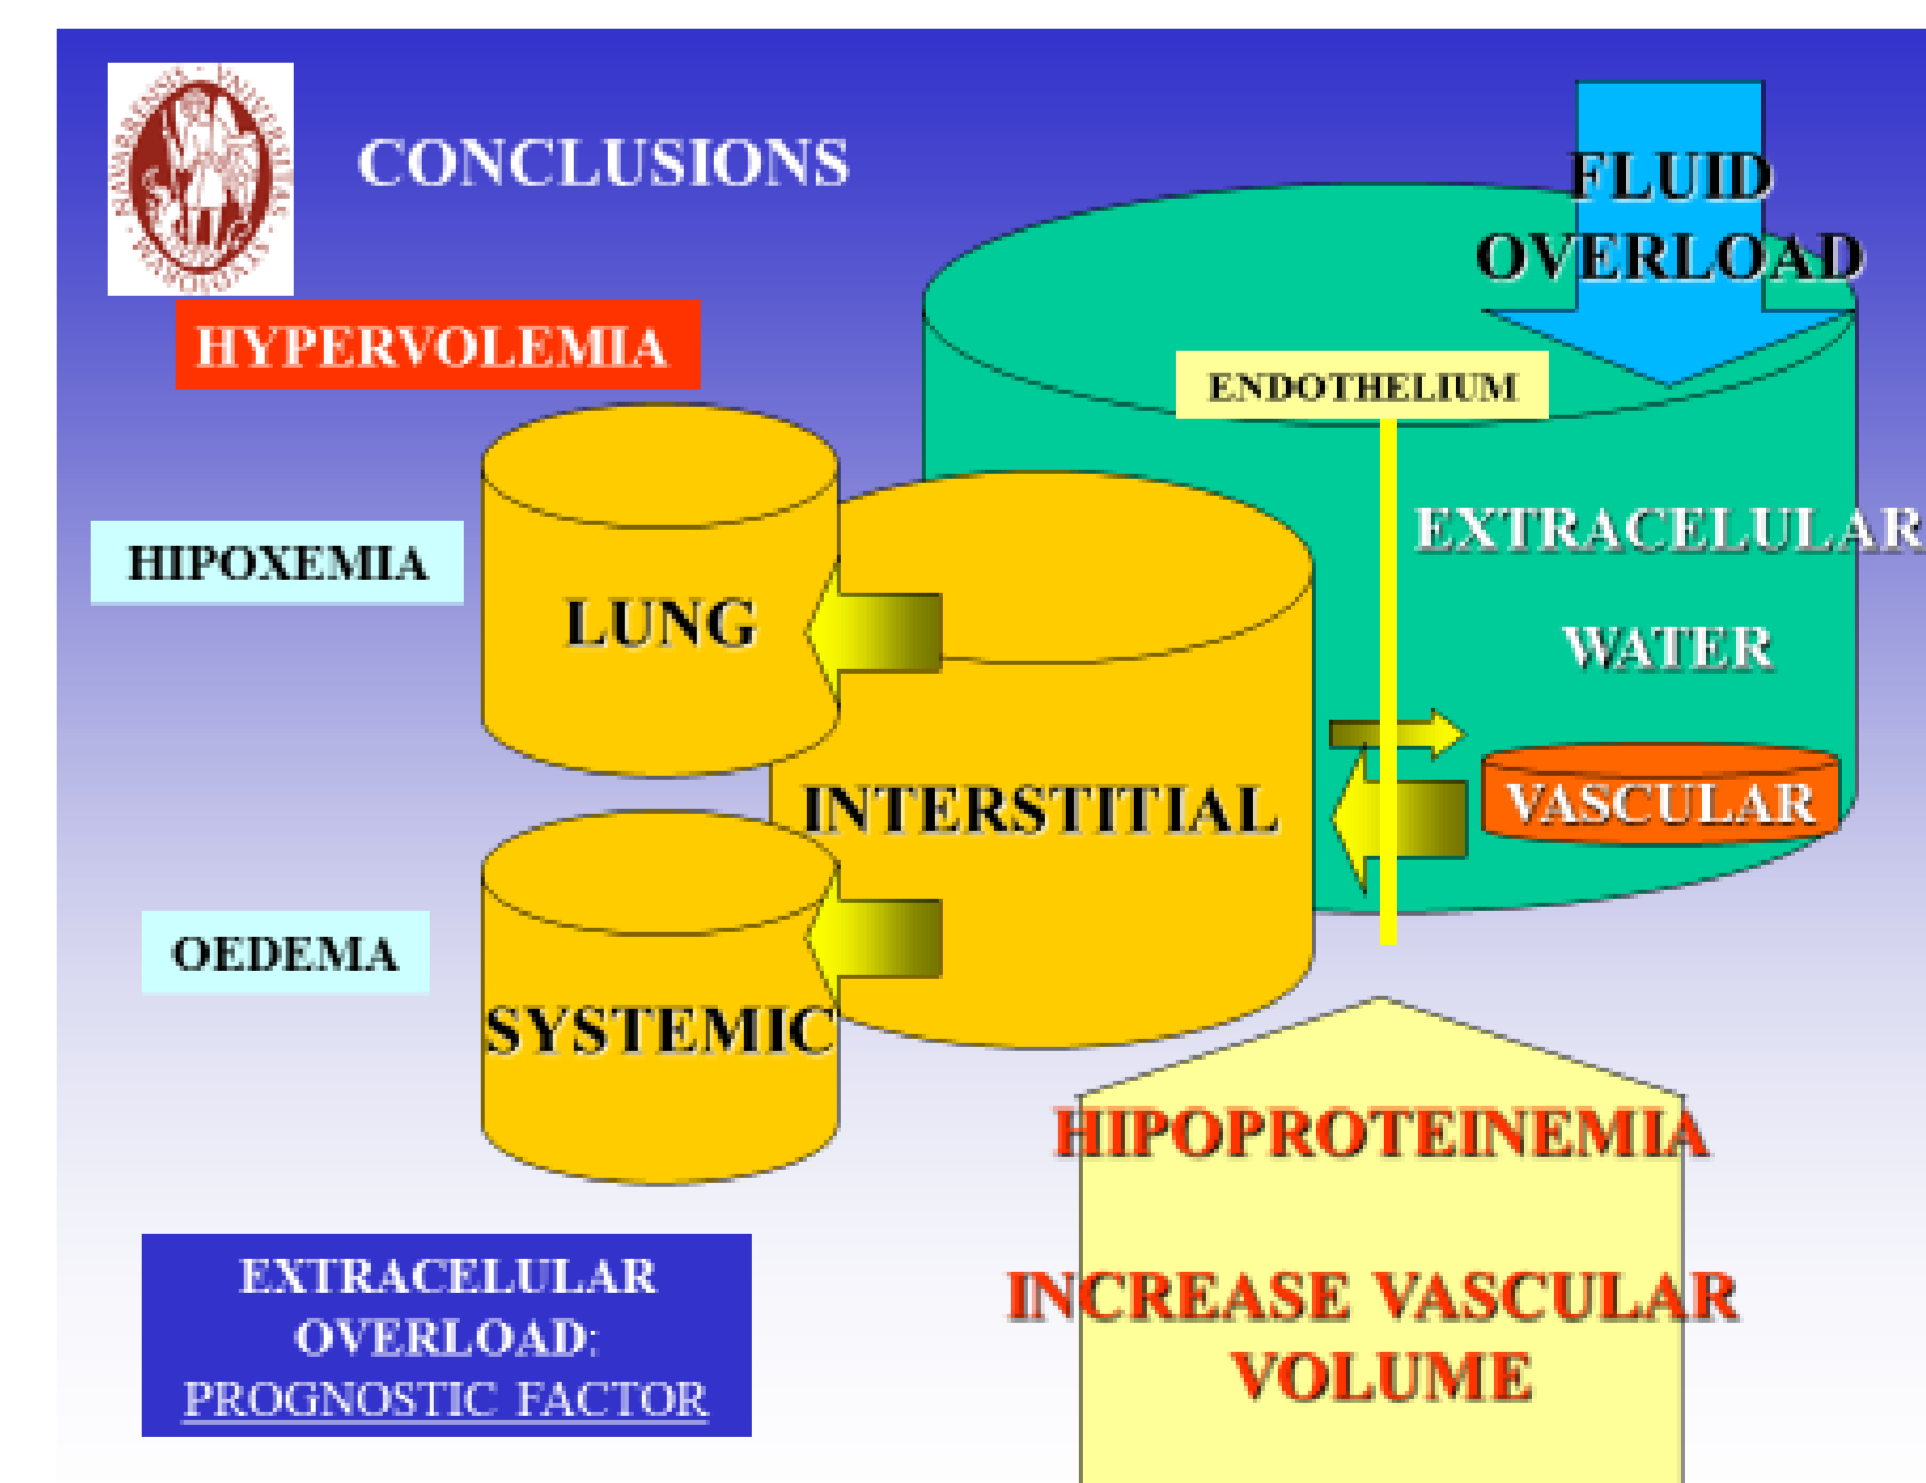 CONCLUSIONS
FLUID
OVERLOAD
HYPERVOLEMIA
ENDOTHELIUM
EXTRACELULAR
WATER
HIPOXEMIA
LUNG
INTERSTITIAL
VASCULAR
OEDEMA
SYSTEMIC
HIPOPROTEINEMIA
INCREASE VASCULAR
VOLUME
EXTRACELULAR
OVERLOAD:
PROGNOSTIC FACTOR